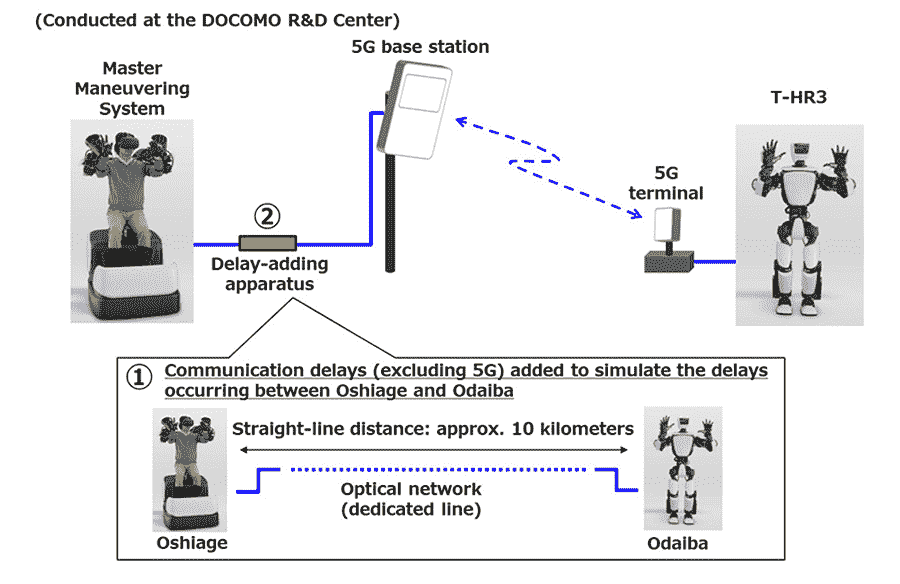 (Conducted at the DOCOMO R&D Center)
5G base station
Master
Maneuvering
System
T-HR3
5G
terminal
②
Delay-adding
apparatus
① Communication delays (excluding 5G) added to simulate the delays
occurring between Oshiage and Odaiba
Straight-line distance: approx. 10 kilometers
Optical network
(dedicated line)
Oshiage
Odaiba